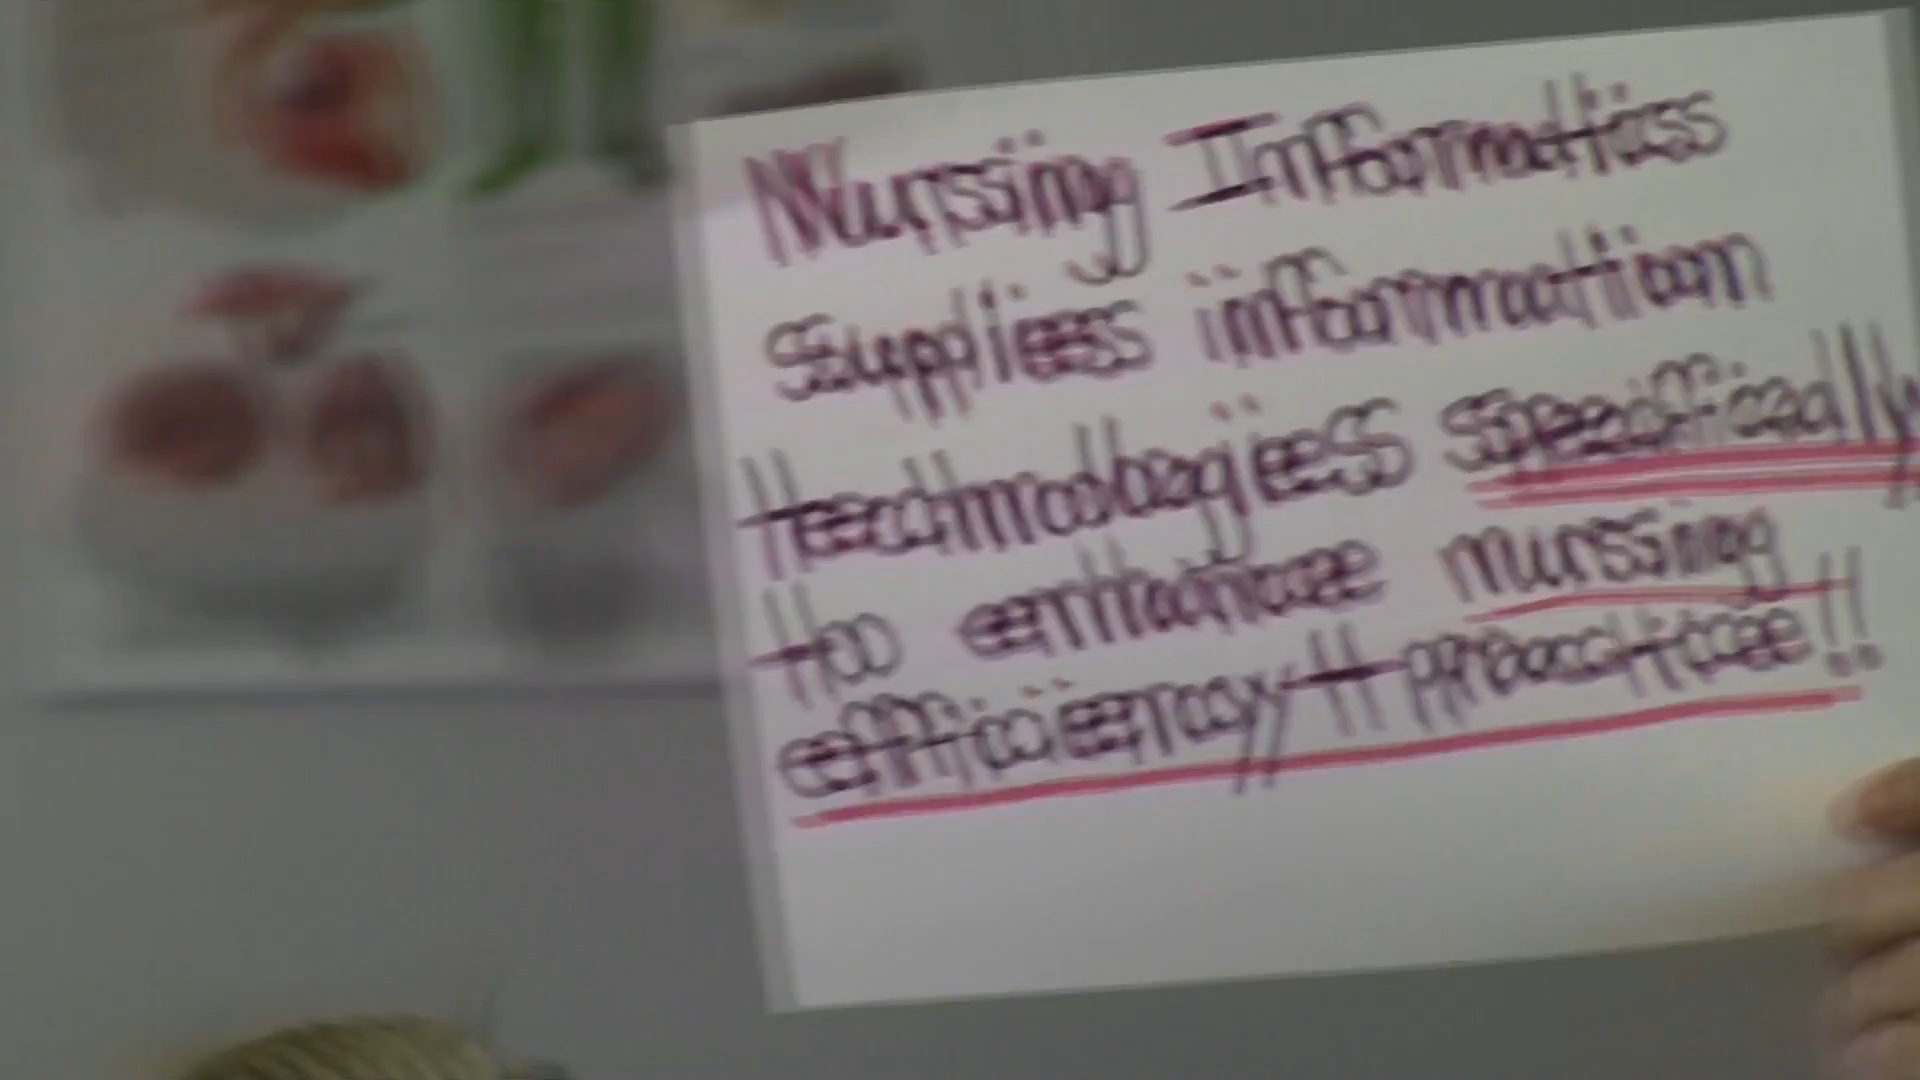 Nursing Informatics
supplies information
technologies specifically
to enhance nursing
efficiency + practice!!